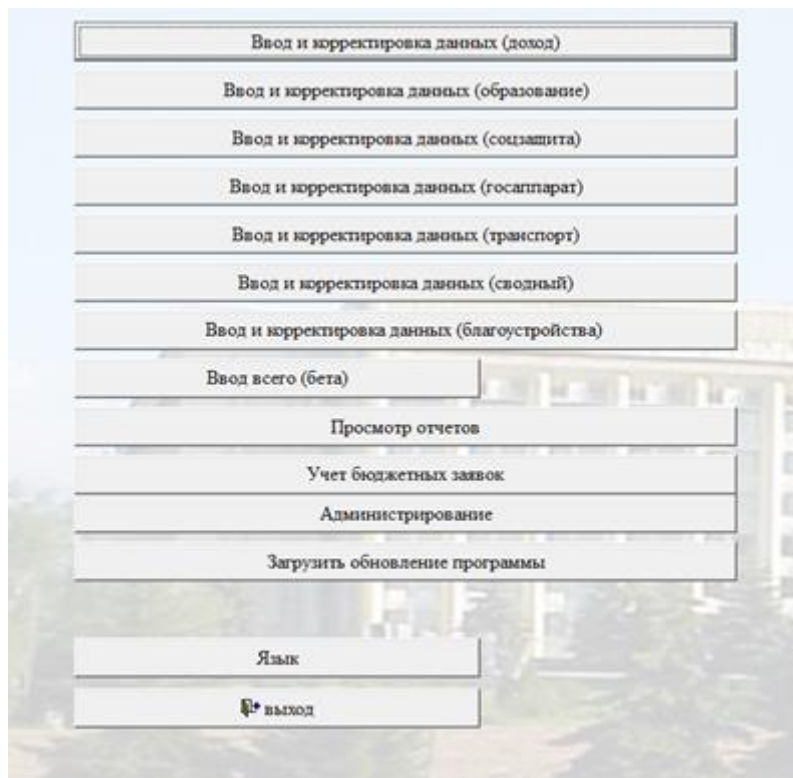 Ввод и корректировка данных (доход)
Ввод и корректировка данных (образование)
Ввод и корректировка данных (соцзащита)
Ввод и корректировка данных (госаппарат)
Ввод и корректировка данных (транспорт)
Ввод и корректировка данных (сводный)
Ввод и корректировка данных (благоустройства)
Ввод всего (бета)
Просмотр отчетов
Учет бюджетных заявок
Администрирование
Загрузить обновление программы
Язык
выход